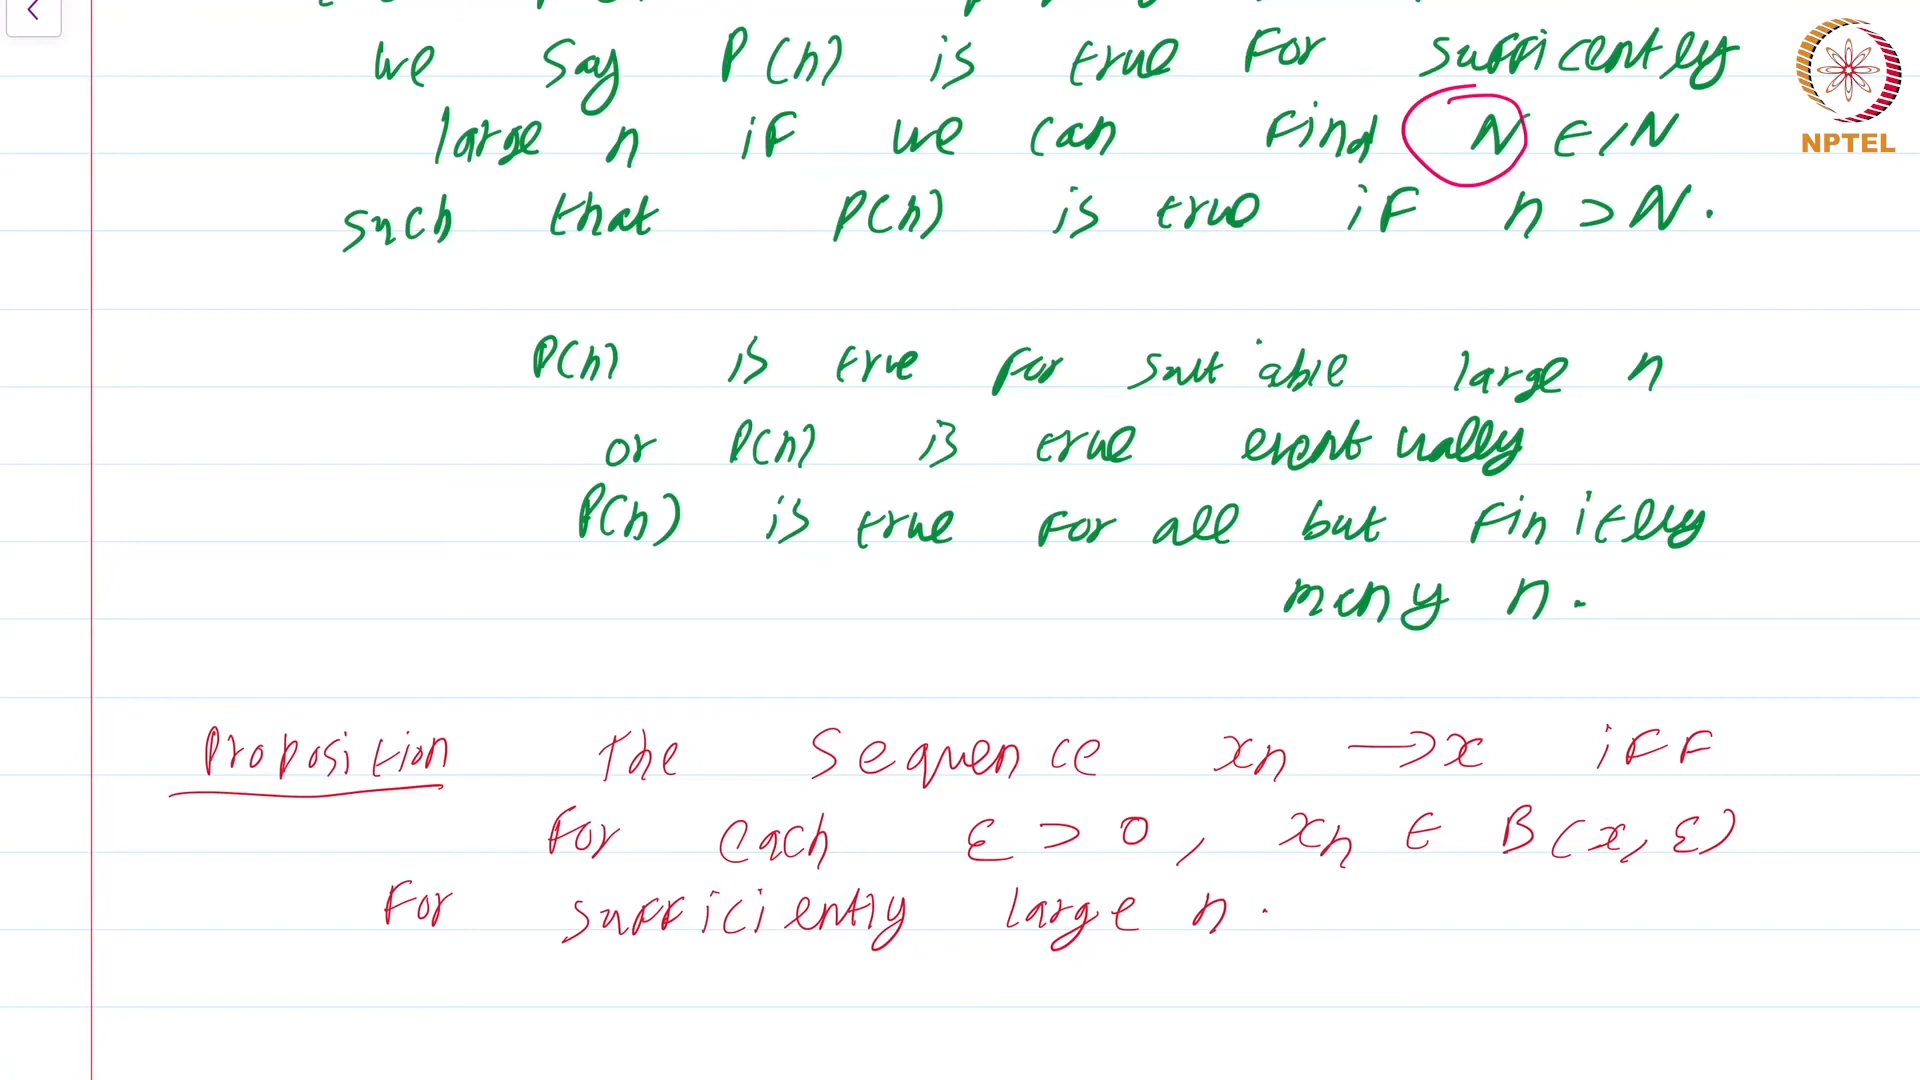 we say P(n) is true for sufficently
large n if we can find N ∈ ℕ
such that P(n) is true if n > N.
P(n) is true for suitable large n
or P(n) is true eventually
P(n) is true for all but finitely
many n.
Proposition The Sequence xn → x iff
for each ε > 0, xn ∈ B(x, ε)
for sufficiently large n.
NPTEL